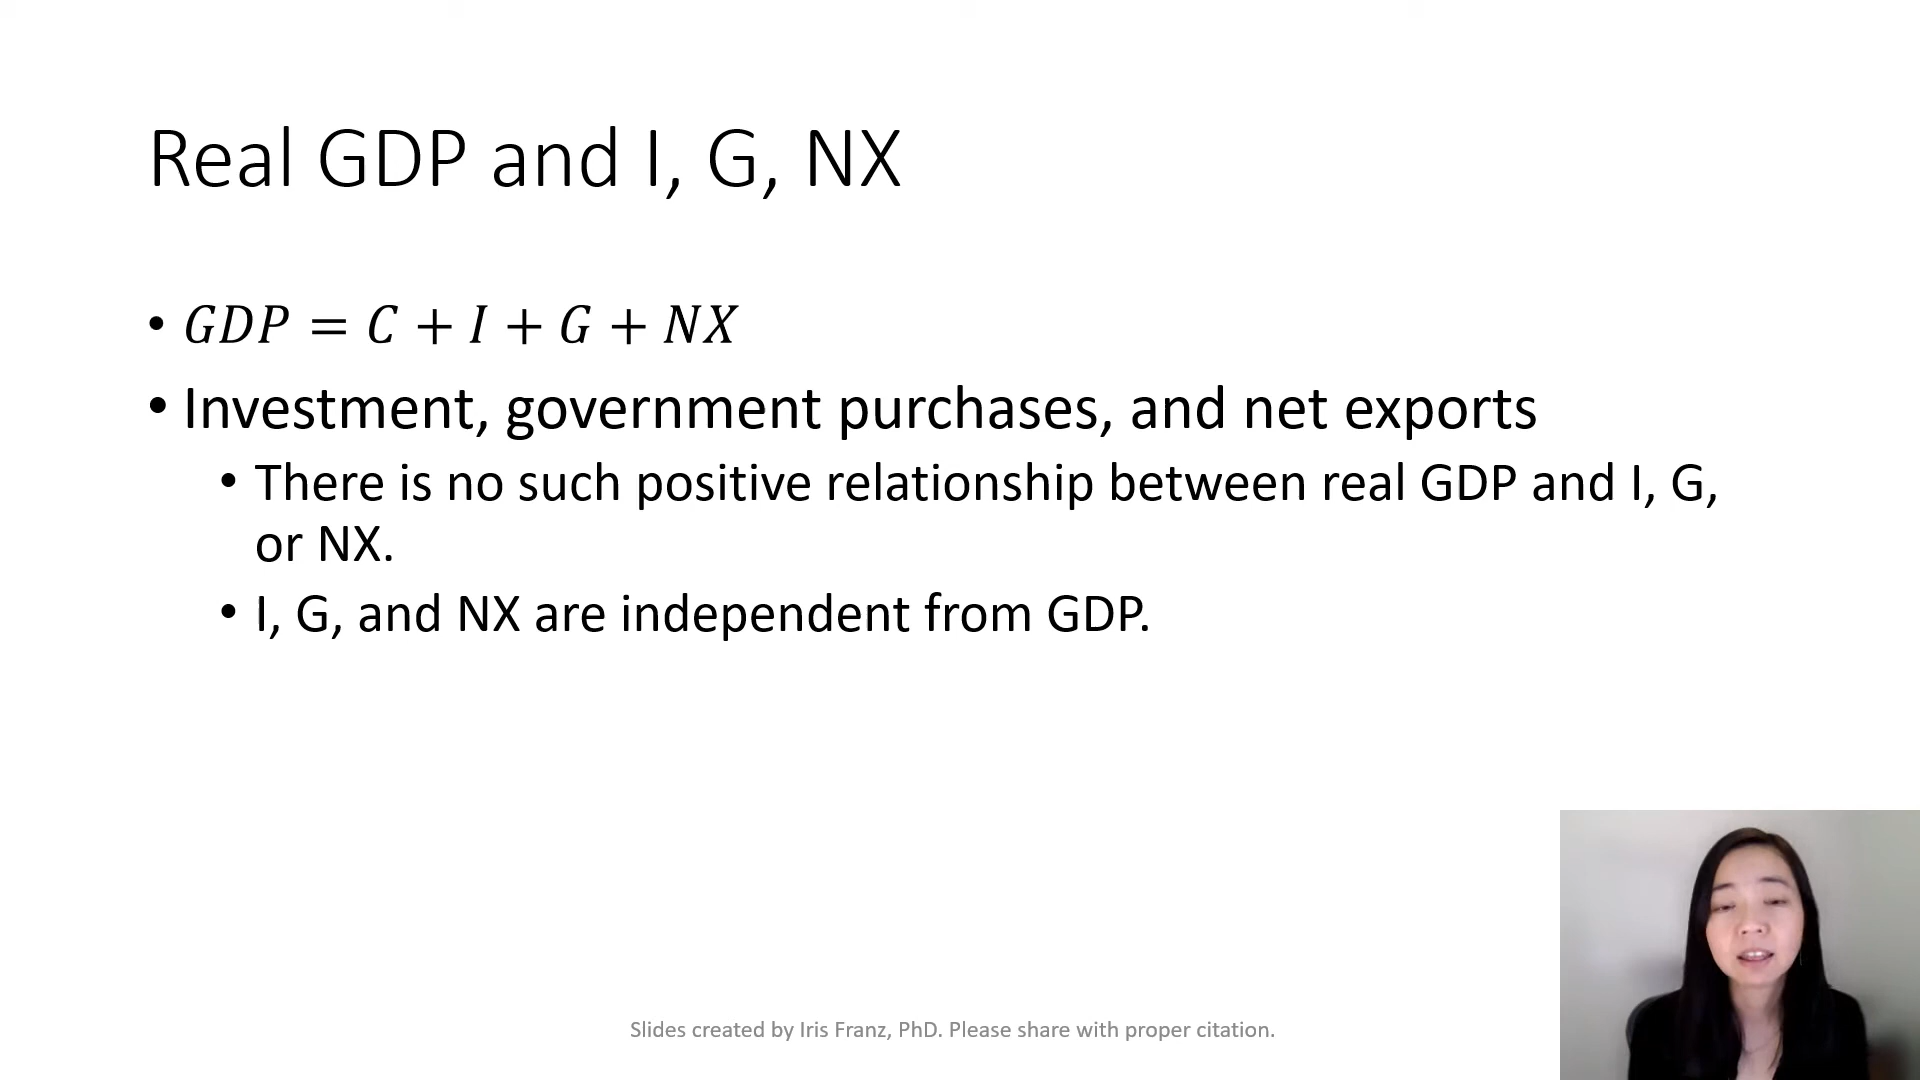 Real GDP and I, G, NX
• GDP = C + I + G + NX
• Investment, government purchases, and net exports
• There is no such positive relationship between real GDP and I, G,
or NX.
• I, G, and NX are independent from GDP.
Slides created by Iris Franz, PhD. Please share with proper citation.